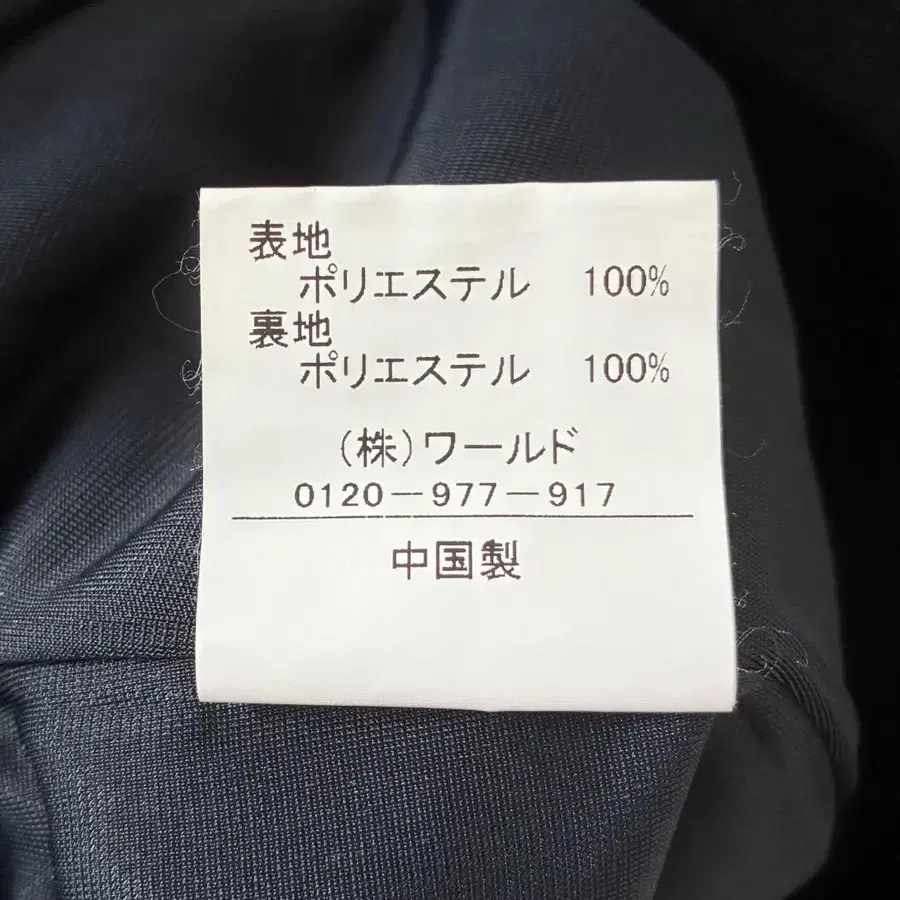 表地
ポリエステル 100%
裏地
ポリエステル 100%
(株)ワールド
0120-977-917
中国製